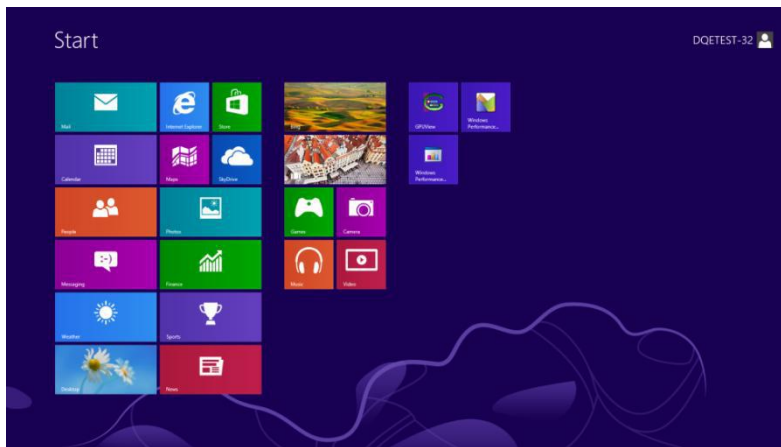 Start
DQETEST-32
Mail
Internet Explorer
Store
Bing
GPUView
Windows
Performance...
Calendar
Maps
SkyDrive
Windows
Performance...
People
Photos
Games
Camera
Messaging
:-)
Finance
Music
Video
Weather
Sports
Desktop
News